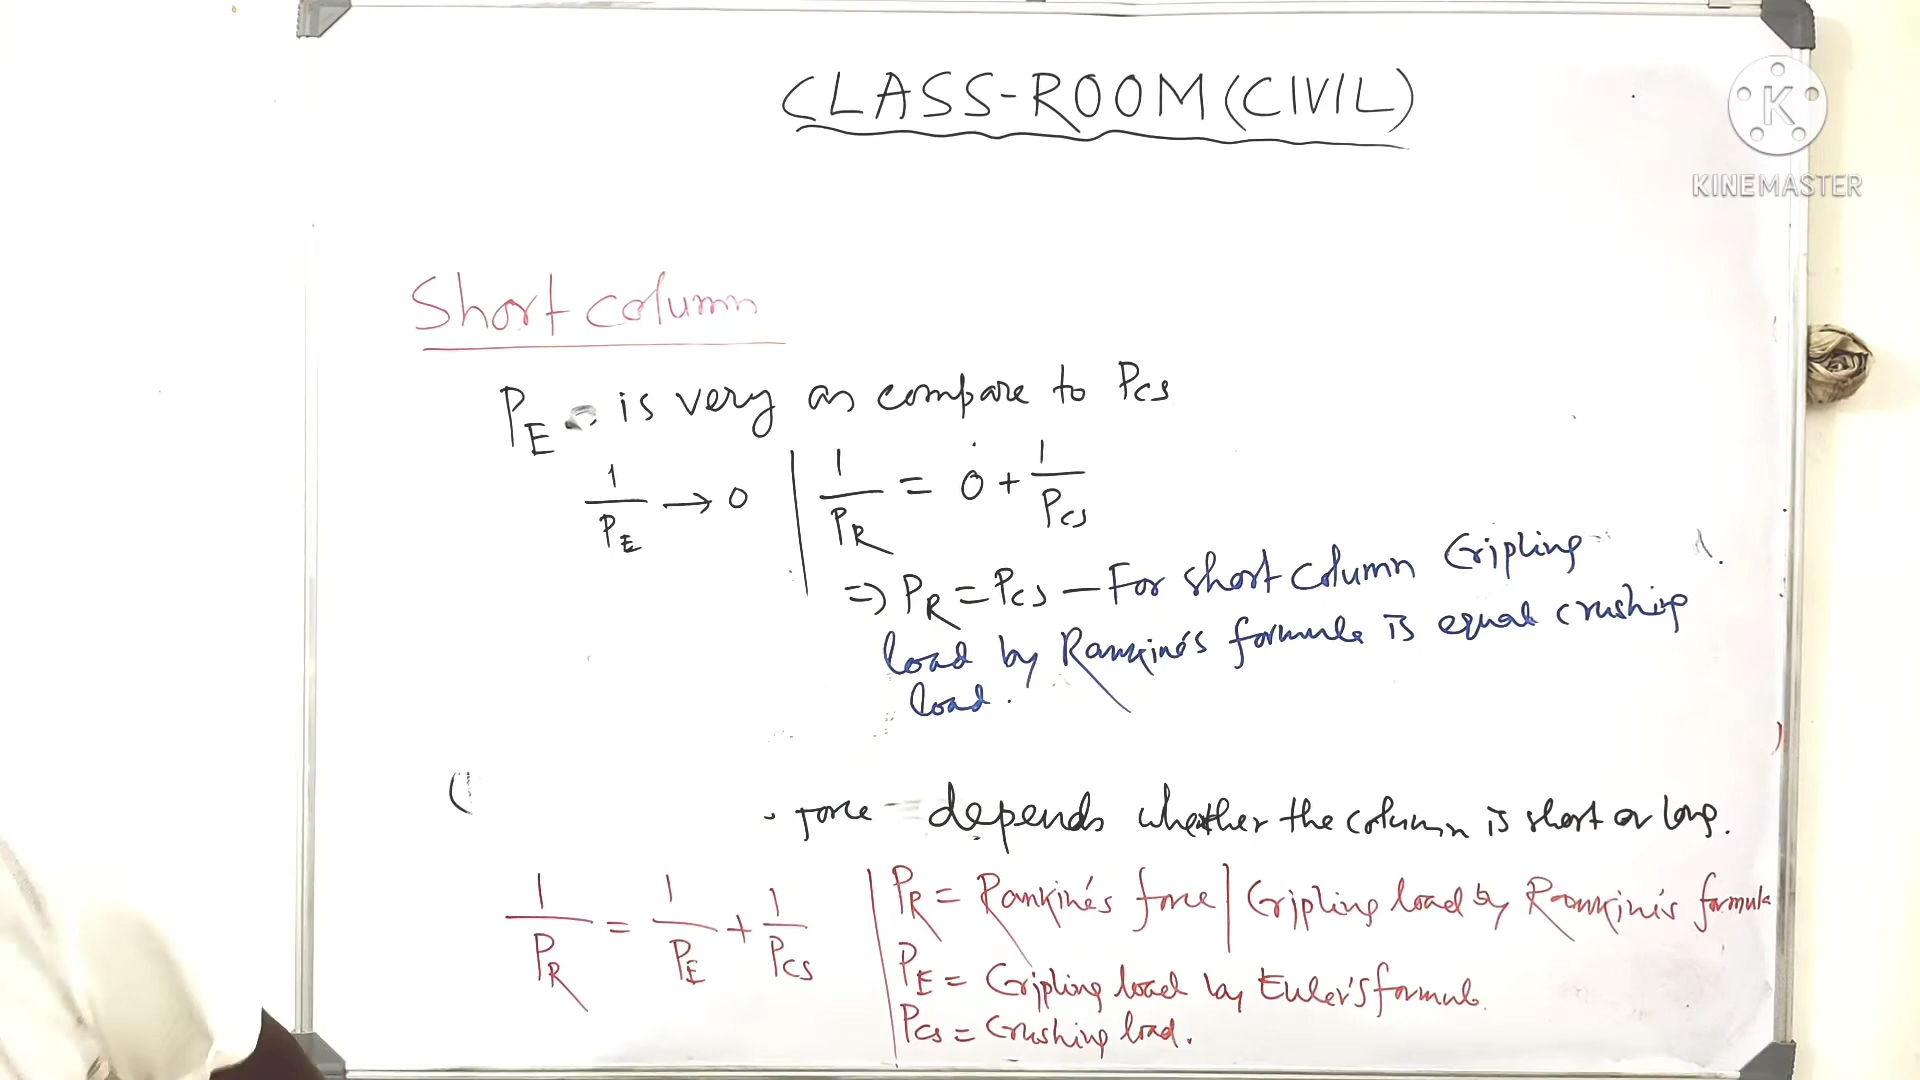 CLASS-ROOM (CIVIL)
KINEMASTER
Short column
PE is very as compare to Pcs
1/PE → 0 | 1/PR = 0 + 1/Pcs
⇒ PR = Pcs — For short column Cripling
load by Rankine's formula is equal crushing
load.
force - depends whether the column is short or long.
1/PR = 1/PE + 1/PCS
PR = Rankine's force | Cripling load by Rankine's formula
PE = Cripling load by Euler's formula.
Pcs = Crushing load.